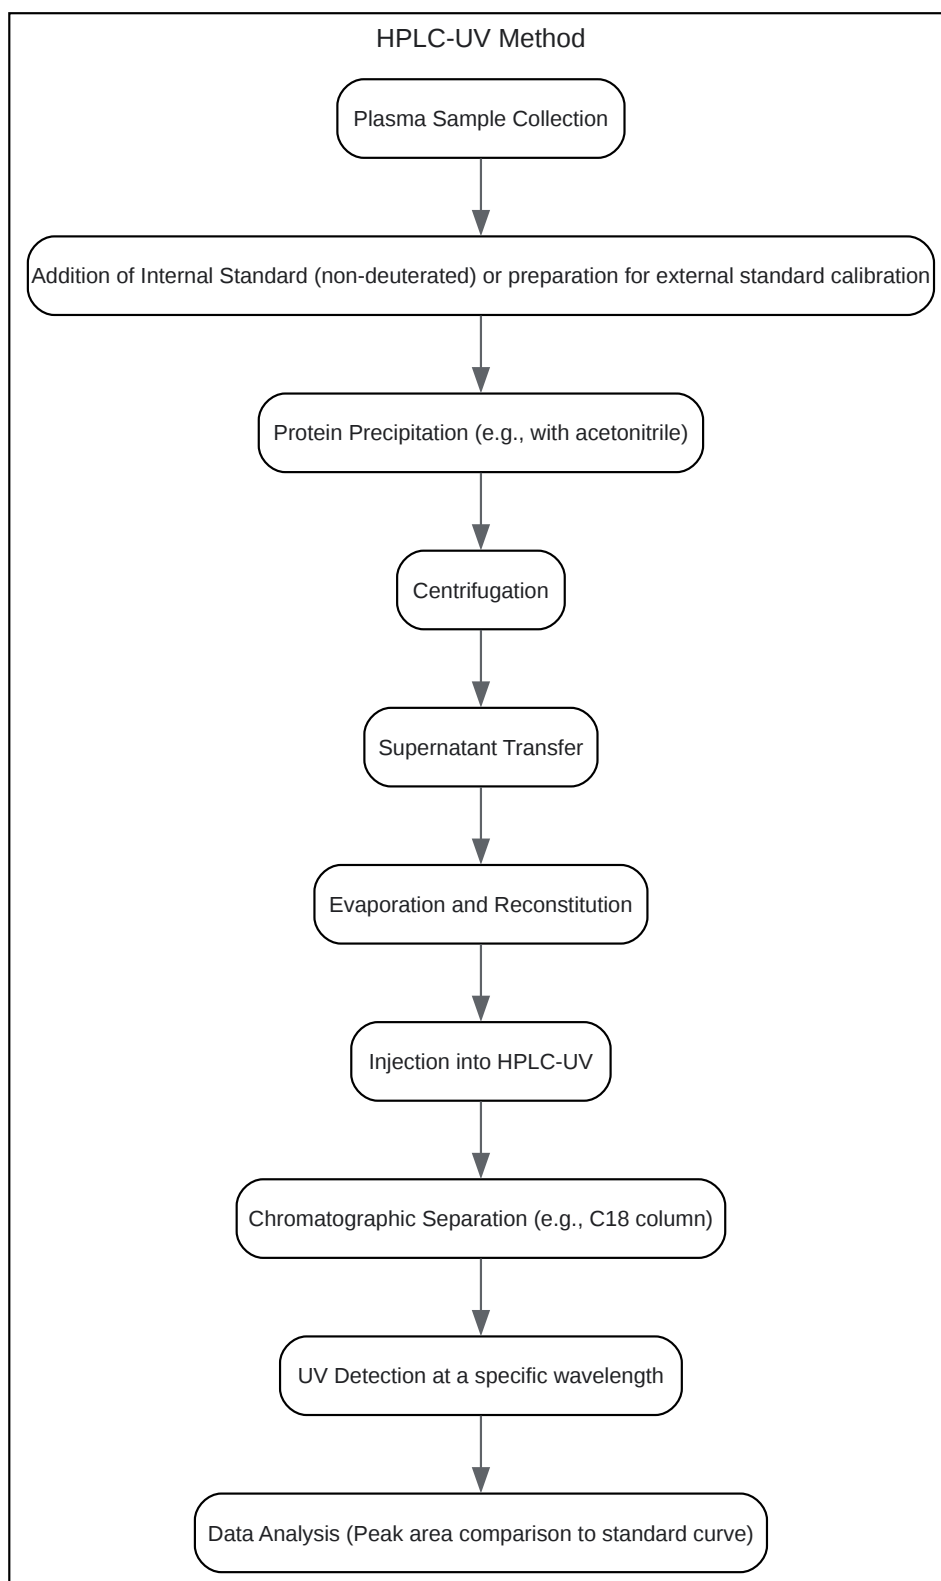 HPLC-UV Method
Plasma Sample Collection
Addition of Internal Standard (non-deuterated) or preparation for external standard calibration
Protein Precipitation (e.g., with acetonitrile)
Centrifugation
Supernatant Transfer
Evaporation and Reconstitution
Injection into HPLC-UV
Chromatographic Separation (e.g., C18 column)
UV Detection at a specific wavelength
Data Analysis (Peak area comparison to standard curve)